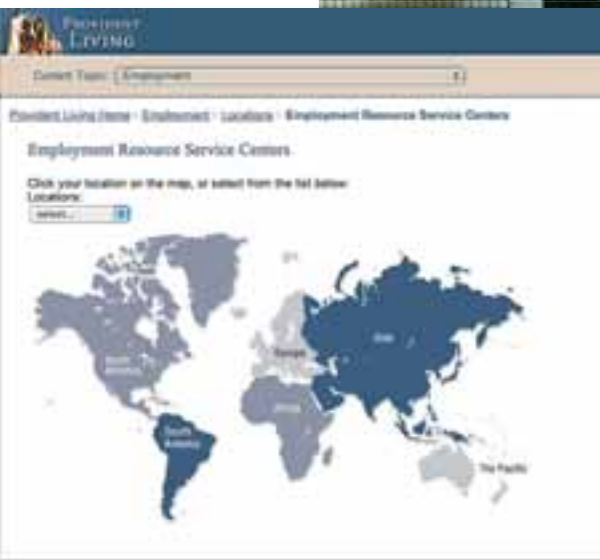 PROVIDENT
LIVING
Current Topic: Employment
Provident Living Home > Employment > Locations > Employment Resource Service Centers
Employment Resource Service Centers
Click your location on the map, or select from the list below:
Locations:
select...
North
America
Europe
Asia
Africa
South
America
The Pacific